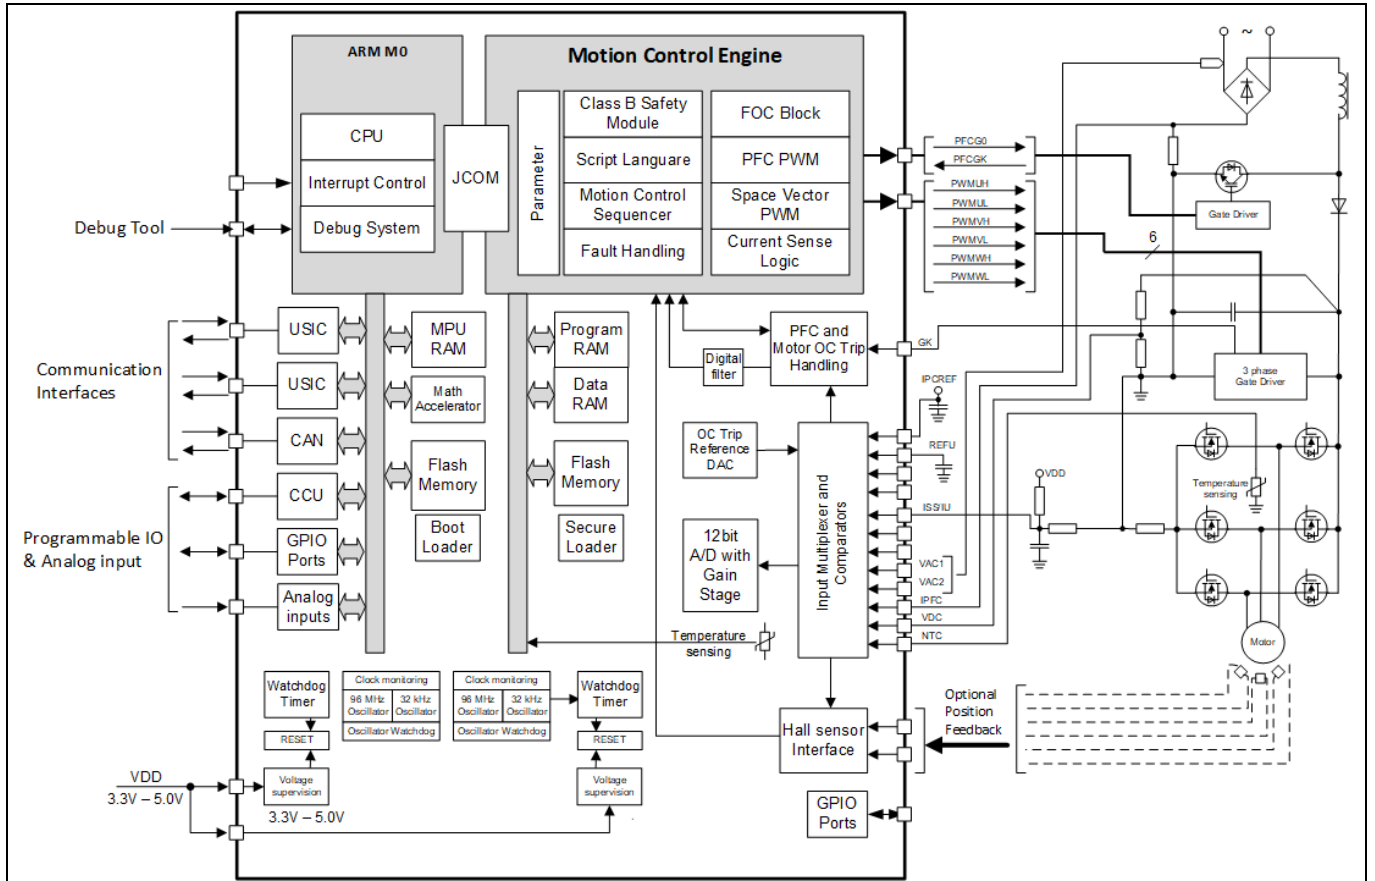 ARM M0
CPU
Interrupt Control
Debug System
JCOM
Motion Control Engine
Parameter
Class B Safety
Module
Script Languare
Motion Control
Sequencer
Fault Handling
FOC Block
PFC PWM
Space Vector
PWM
Current Sense
Logic
Debug Tool
Communication
Interfaces
Programmable IO
& Analog input
USIC
USIC
CAN
CCU
GPIO
Ports
Analog
inputs
MPU
RAM
Math
Accelerator
Flash
Memory
Boot
Loader
Program
RAM
Data
RAM
Flash
Memory
Secure
Loader
Digital
filter
PFC and
Motor OC Trip
Handling
OC Trip
Reference
DAC
12bit
A/D with
Gain
Stage
Input Multiplexer and
Comparators
Temperature
sensing
Hall sensor
Interface
GPIO
Ports
Watchdog
Timer
RESET
Voltage
supervision
3.3V – 5.0V
Clock monitoring
96 MHz
Oscillator
32 kHz
Oscillator
Oscillator Watchdog
Clock monitoring
96 MHz
Oscillator
32 kHz
Oscillator
Oscillator Watchdog
Watchdog
Timer
RESET
Voltage
supervision
VDD
3.3V – 5.0V
PFCG0
PFCGK
PWMUH
PWMUL
PWMVH
PWMVL
PWMWH
PWMWL
6
GK
IPCREF
REFU
ISS/IU
VAC1
VAC2
IPFC
VDC
NTC
VDD
~
Gate Driver
3 phase
Gate Driver
Temperature
sensing
Motor
Optional
Position
Feedback